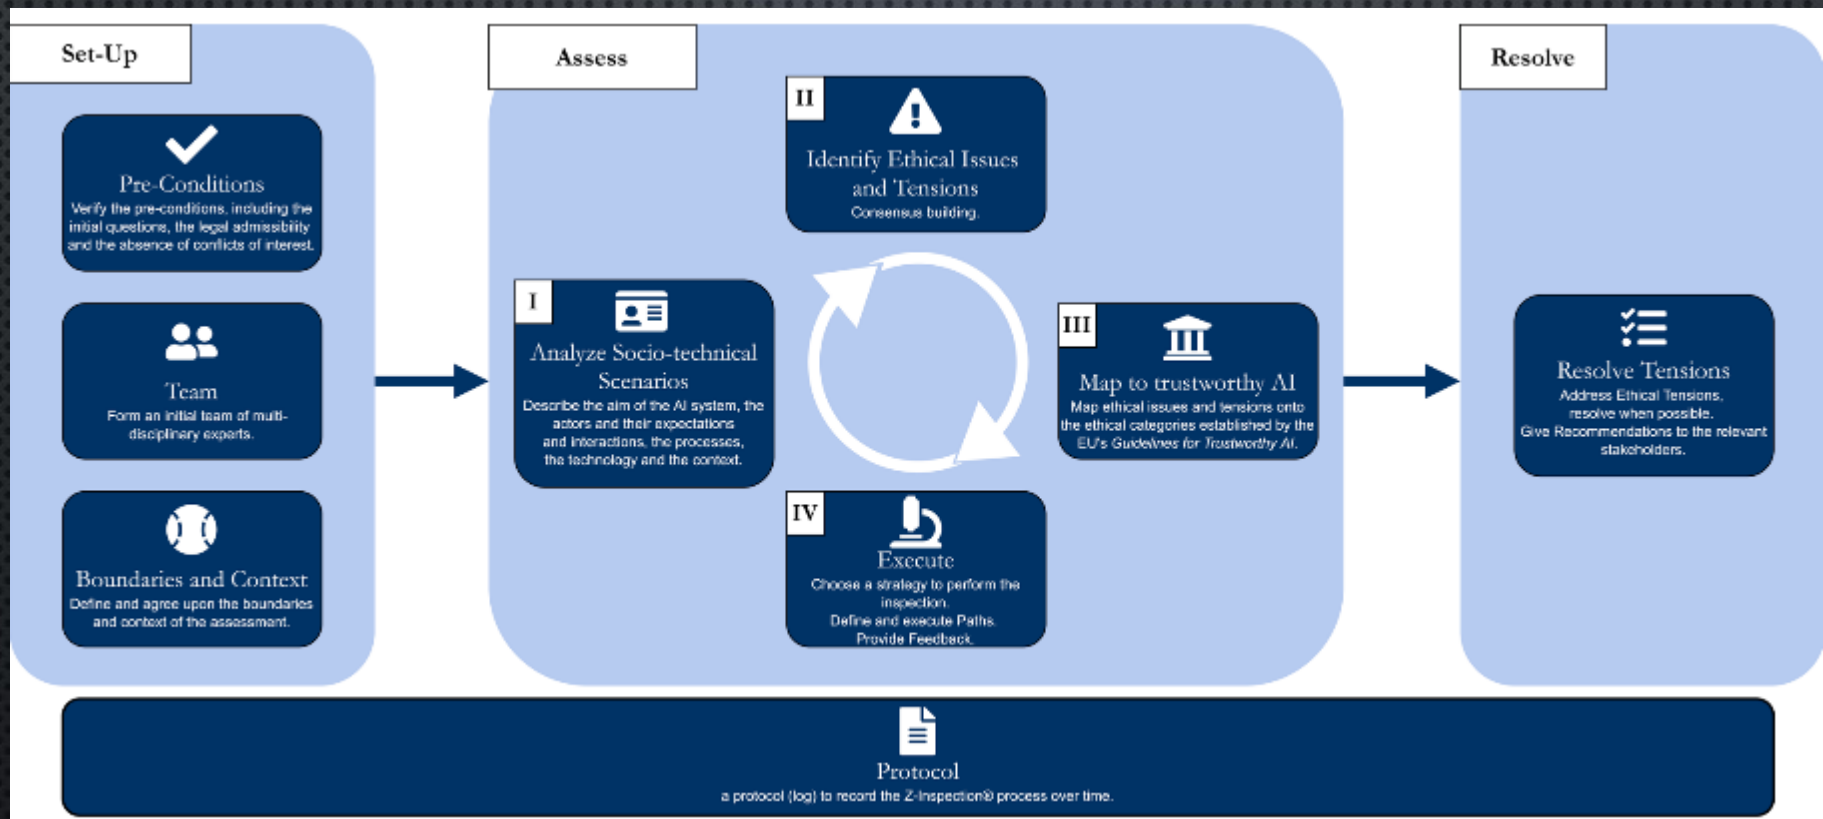 Set-Up
Pre-Conditions
Verify the pre-conditions, including the
initial questions, the legal admissibility
and the absence of conflicts of interest.
Team
Form an initial team of multi-
disciplinary experts.
Boundaries and Context
Define and agree upon the boundaries
and context of the assessment.
Assess
I
Analyze Socio-technical
Scenarios
Describe the aim of the AI system, the
actors and their expectations
and interactions, the processes,
the technology and the context.
II
Identify Ethical Issues
and Tensions
Consensus building.
III
Map to trustworthy AI
Map ethical issues and tensions onto
the ethical categories established by the
EU's Guidelines for Trustworthy AI.
IV
Execute
Choose a strategy to perform the
inspection.
Define and execute Paths.
Provide Feedback.
Resolve
Resolve Tensions
Address Ethical Tensions,
resolve when possible.
Give Recommendations to the relevant
stakeholders.
Protocol
a protocol (log) to record the Z-Inspection® process over time.